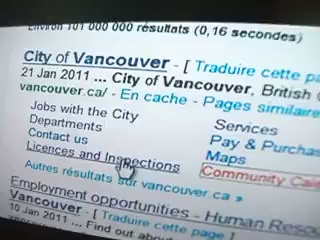 Environ 101 000 000 résultats (0,16 secondes)
City of Vancouver - [ Traduire cette pa
21 Jan 2011 ... City of Vancouver, British
vancouver.ca/ - En cache - Pages similaire
Jobs with the City
Departments
Contact us
Licences and Inspections
Services
Pay & Purchas
Maps
Community
Autres résultats sur vancouver.ca »
Employment opportunities - Human Resou
Vancouver - [ Traduire cette page ]
10 Jan 2011 ... Find out about